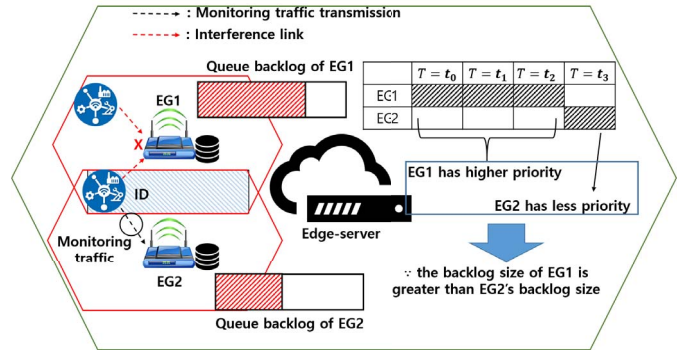 : Monitoring traffic transmission
: Interference link
Queue backlog of EG1
T = t₀ T = t₁ T = t₂ T = t₃
EG1
EG2
EG1
X
ID
EG1 has higher priority
EG2 has less priority
Edge-server
Monitoring
traffic
EG2
∵ the backlog size of EG1 is
greater than EG2's backlog size
Queue backlog of EG2